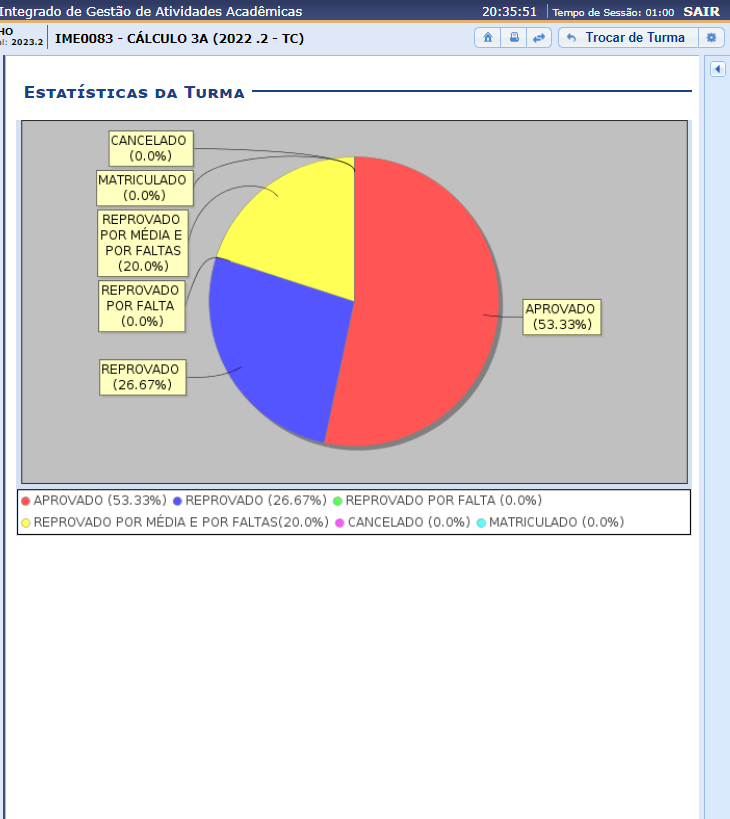 Integrado de Gestão de Atividades Acadêmicas 20:35:51 Tempo de Sessão: 01:00 SAIR
HO
el: 2023.2
IME0083 - CÁLCULO 3A (2022 .2 - TC)
Trocar de Turma
ESTATÍSTICAS DA TURMA
CANCELADO
(0.0%)
MATRICULADO
(0.0%)
REPROVADO
POR MÉDIA E
POR FALTAS
(20.0%)
REPROVADO
POR FALTA
(0.0%)
REPROVADO
(26.67%)
APROVADO
(53.33%)
APROVADO (53.33%) REPROVADO (26.67%) REPROVADO POR FALTA (0.0%)
REPROVADO POR MÉDIA E POR FALTAS(20.0%) CANCELADO (0.0%) MATRICULADO (0.0%)